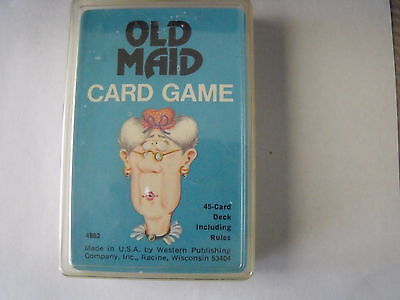 OLD
MAID
CARD GAME
45-Card
Deck
Including
Rules
4562
Made in U.S.A. by Western Publishing
Company, Inc., Racine, Wisconsin 53404